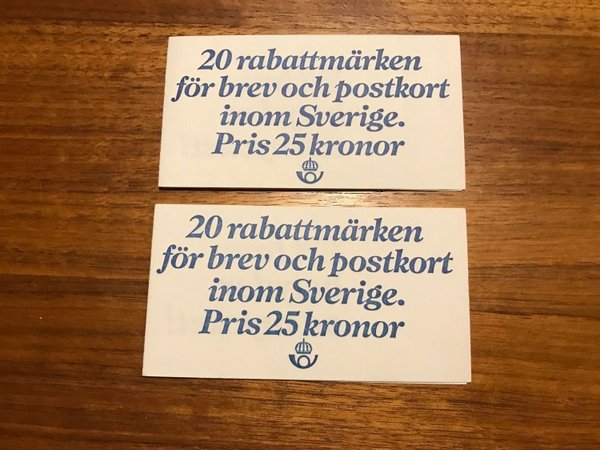 20 rabattmärken
för brev och postkort
inom Sverige.
Pris 25 kronor
20 rabattmärken
för brev och postkort
inom Sverige.
Pris 25 kronor